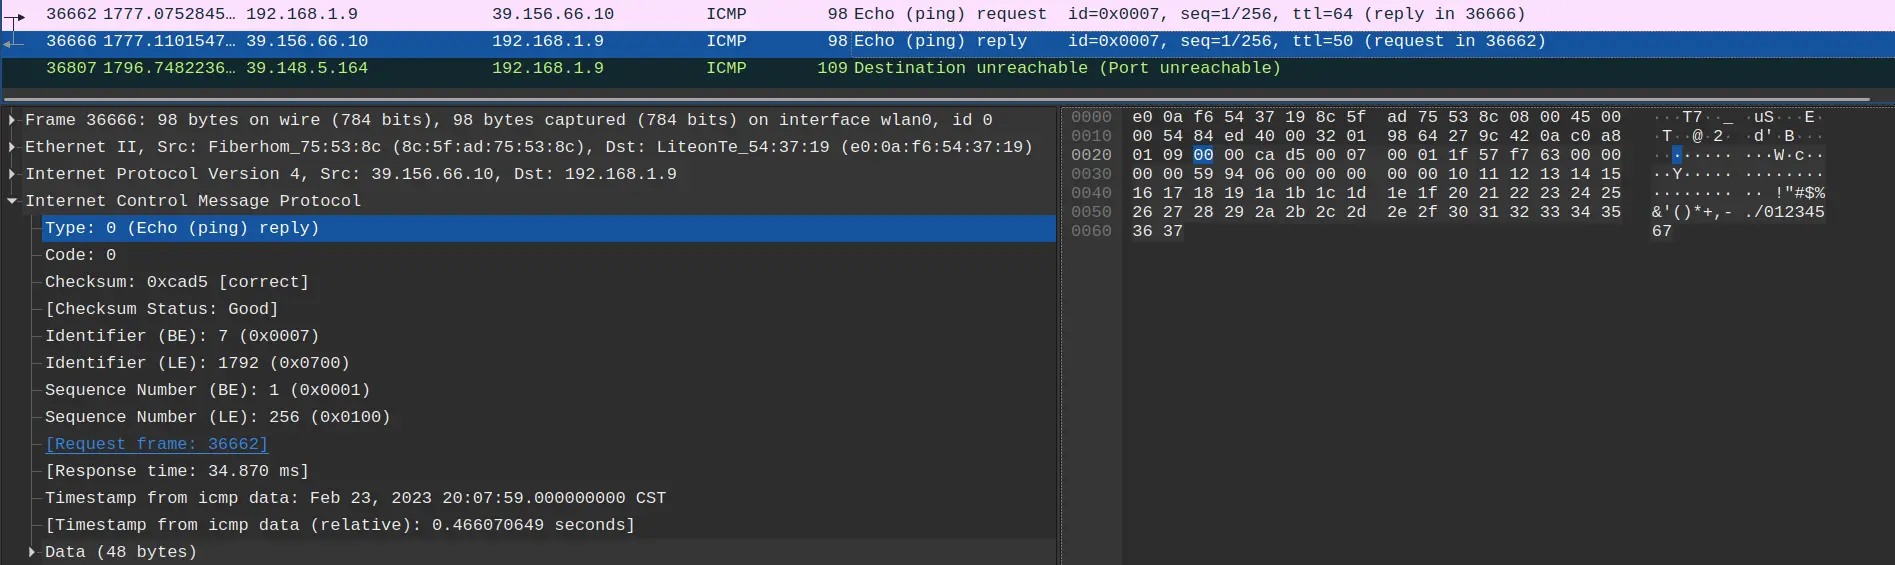 36662 1777.0752845… 192.168.1.9 39.156.66.10 ICMP 98 Echo (ping) request id=0x0007, seq=1/256, ttl=64 (reply in 36666)
36666 1777.1101547… 39.156.66.10 192.168.1.9 ICMP 98 Echo (ping) reply id=0x0007, seq=1/256, ttl=50 (request in 36662)
36807 1796.7482236… 39.148.5.164 192.168.1.9 ICMP 109 Destination unreachable (Port unreachable)
Frame 36666: 98 bytes on wire (784 bits), 98 bytes captured (784 bits) on interface wlan0, id 0
Ethernet II, Src: Fiberhom_75:53:8c (8c:5f:ad:75:53:8c), Dst: LiteonTe_54:37:19 (e0:0a:f6:54:37:19)
Internet Protocol Version 4, Src: 39.156.66.10, Dst: 192.168.1.9
Internet Control Message Protocol
Type: 0 (Echo (ping) reply)
Code: 0
Checksum: 0xcad5 [correct]
[Checksum Status: Good]
Identifier (BE): 7 (0x0007)
Identifier (LE): 1792 (0x0700)
Sequence Number (BE): 1 (0x0001)
Sequence Number (LE): 256 (0x0100)
[Request frame: 36662]
[Response time: 34.870 ms]
Timestamp from icmp data: Feb 23, 2023 20:07:59.000000000 CST
[Timestamp from icmp data (relative): 0.466070649 seconds]
Data (48 bytes)
0000 e0 0a f6 54 37 19 8c 5f ad 75 53 8c 08 00 45 00 ···T7··_ ·uS···E·
0010 00 54 84 ed 40 00 32 01 98 64 27 9c 42 0a c0 a8 ·T··@·2· ·d'·B···
0020 01 09 00 00 ca d5 00 07 00 01 1f 57 f7 63 00 00 ········ ···W·c··
0030 00 00 59 94 06 00 00 00 00 00 10 11 12 13 14 15 ··Y····· ········
0040 16 17 18 19 1a 1b 1c 1d 1e 1f 20 21 22 23 24 25 ········ ·· !"#$%
0050 26 27 28 29 2a 2b 2c 2d 2e 2f 30 31 32 33 34 35 &'()*+,- ./012345
0060 36 37 67